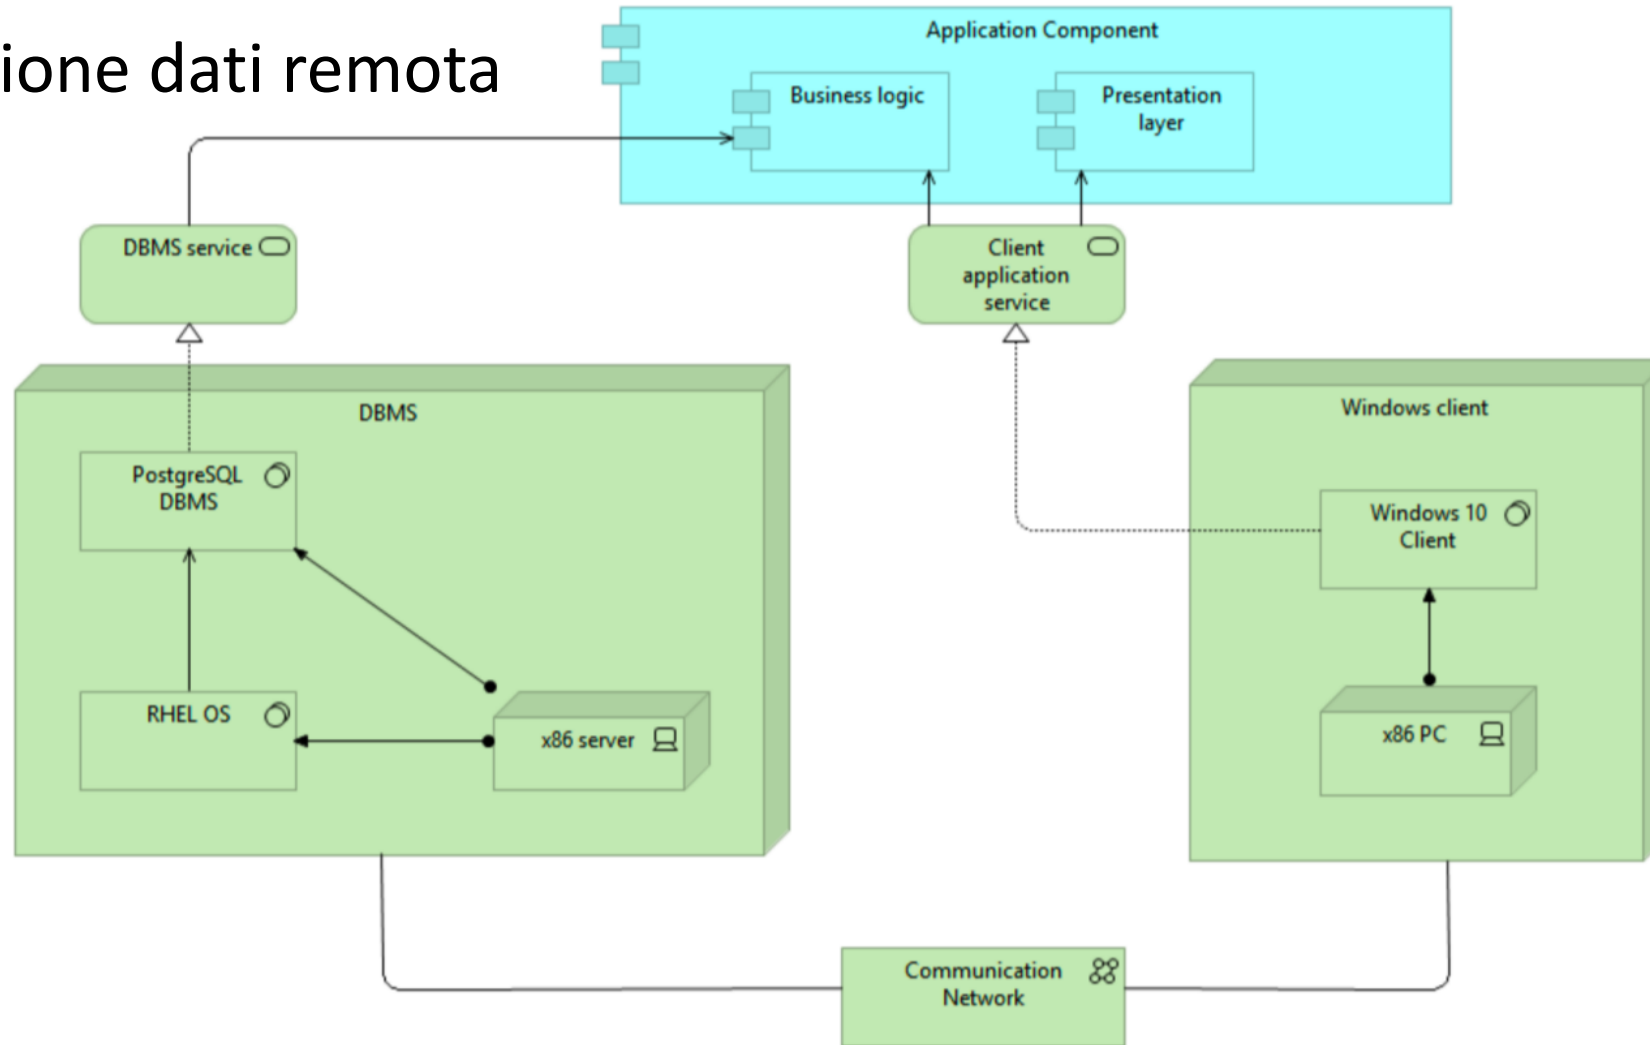 ione dati remota
Application Component
Business logic
Presentation
layer
DBMS service
Client
application
service
DBMS
Windows client
PostgreSQL
DBMS
Windows 10
Client
RHEL OS
x86 server
x86 PC
Communication
Network